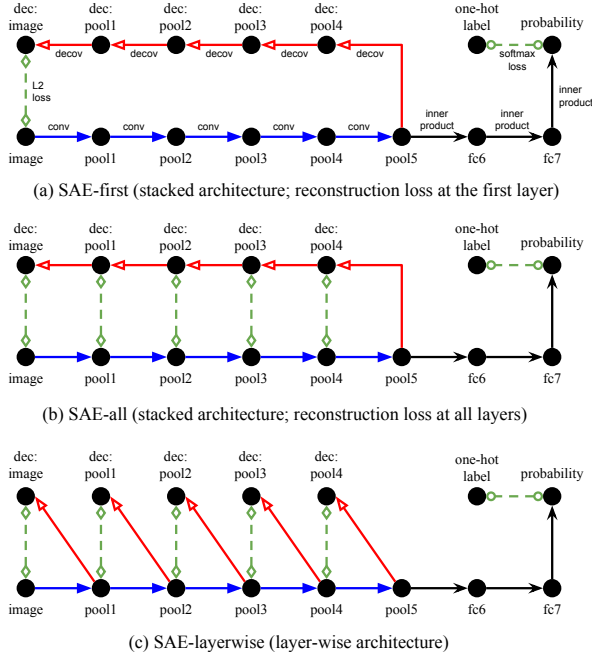 dec: dec: dec: dec: dec: one-hot probability
image pool1 pool2 pool3 pool4 label
decov decov decov decov softmax
loss
L2
loss
inner
product
conv conv conv conv conv inner inner
product product
image pool1 pool2 pool3 pool4 pool5 fc6 fc7
(a) SAE-first (stacked architecture; reconstruction loss at the first layer)
dec: dec: dec: dec: dec: one-hot probability
image pool1 pool2 pool3 pool4 label
image pool1 pool2 pool3 pool4 pool5 fc6 fc7
(b) SAE-all (stacked architecture; reconstruction loss at all layers)
dec: dec: dec: dec: dec: one-hot probability
image pool1 pool2 pool3 pool4 label
image pool1 pool2 pool3 pool4 pool5 fc6 fc7
(c) SAE-layerwise (layer-wise architecture)